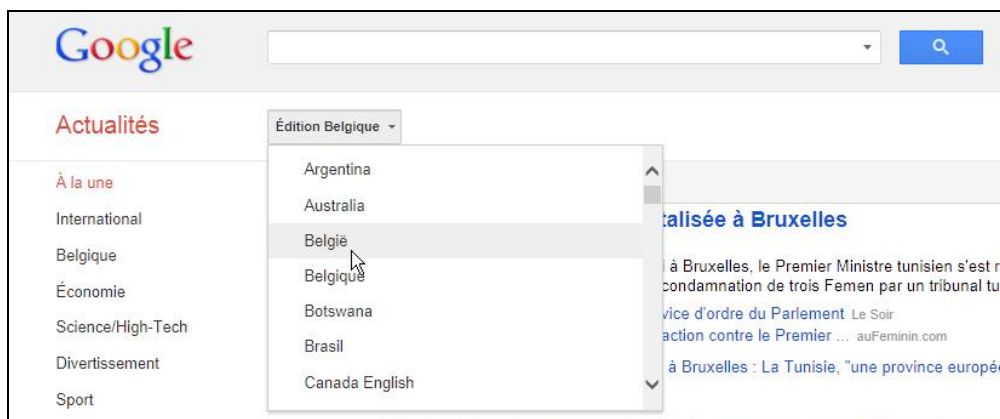 Google
Actualités
Édition Belgique
À la une
International
Belgique
Économie
Science/High-Tech
Divertissement
Sport
Argentina
Australia
België
Belgique
Botswana
Brasil
Canada English
talisée à Bruxelles
i à Bruxelles, le Premier Ministre tunisien s'est
condamnation de trois Femen par un tribunal
vice d'ordre du Parlement Le Soir
action contre le Premier ... auFeminin.com
à Bruxelles : La Tunisie, "une province